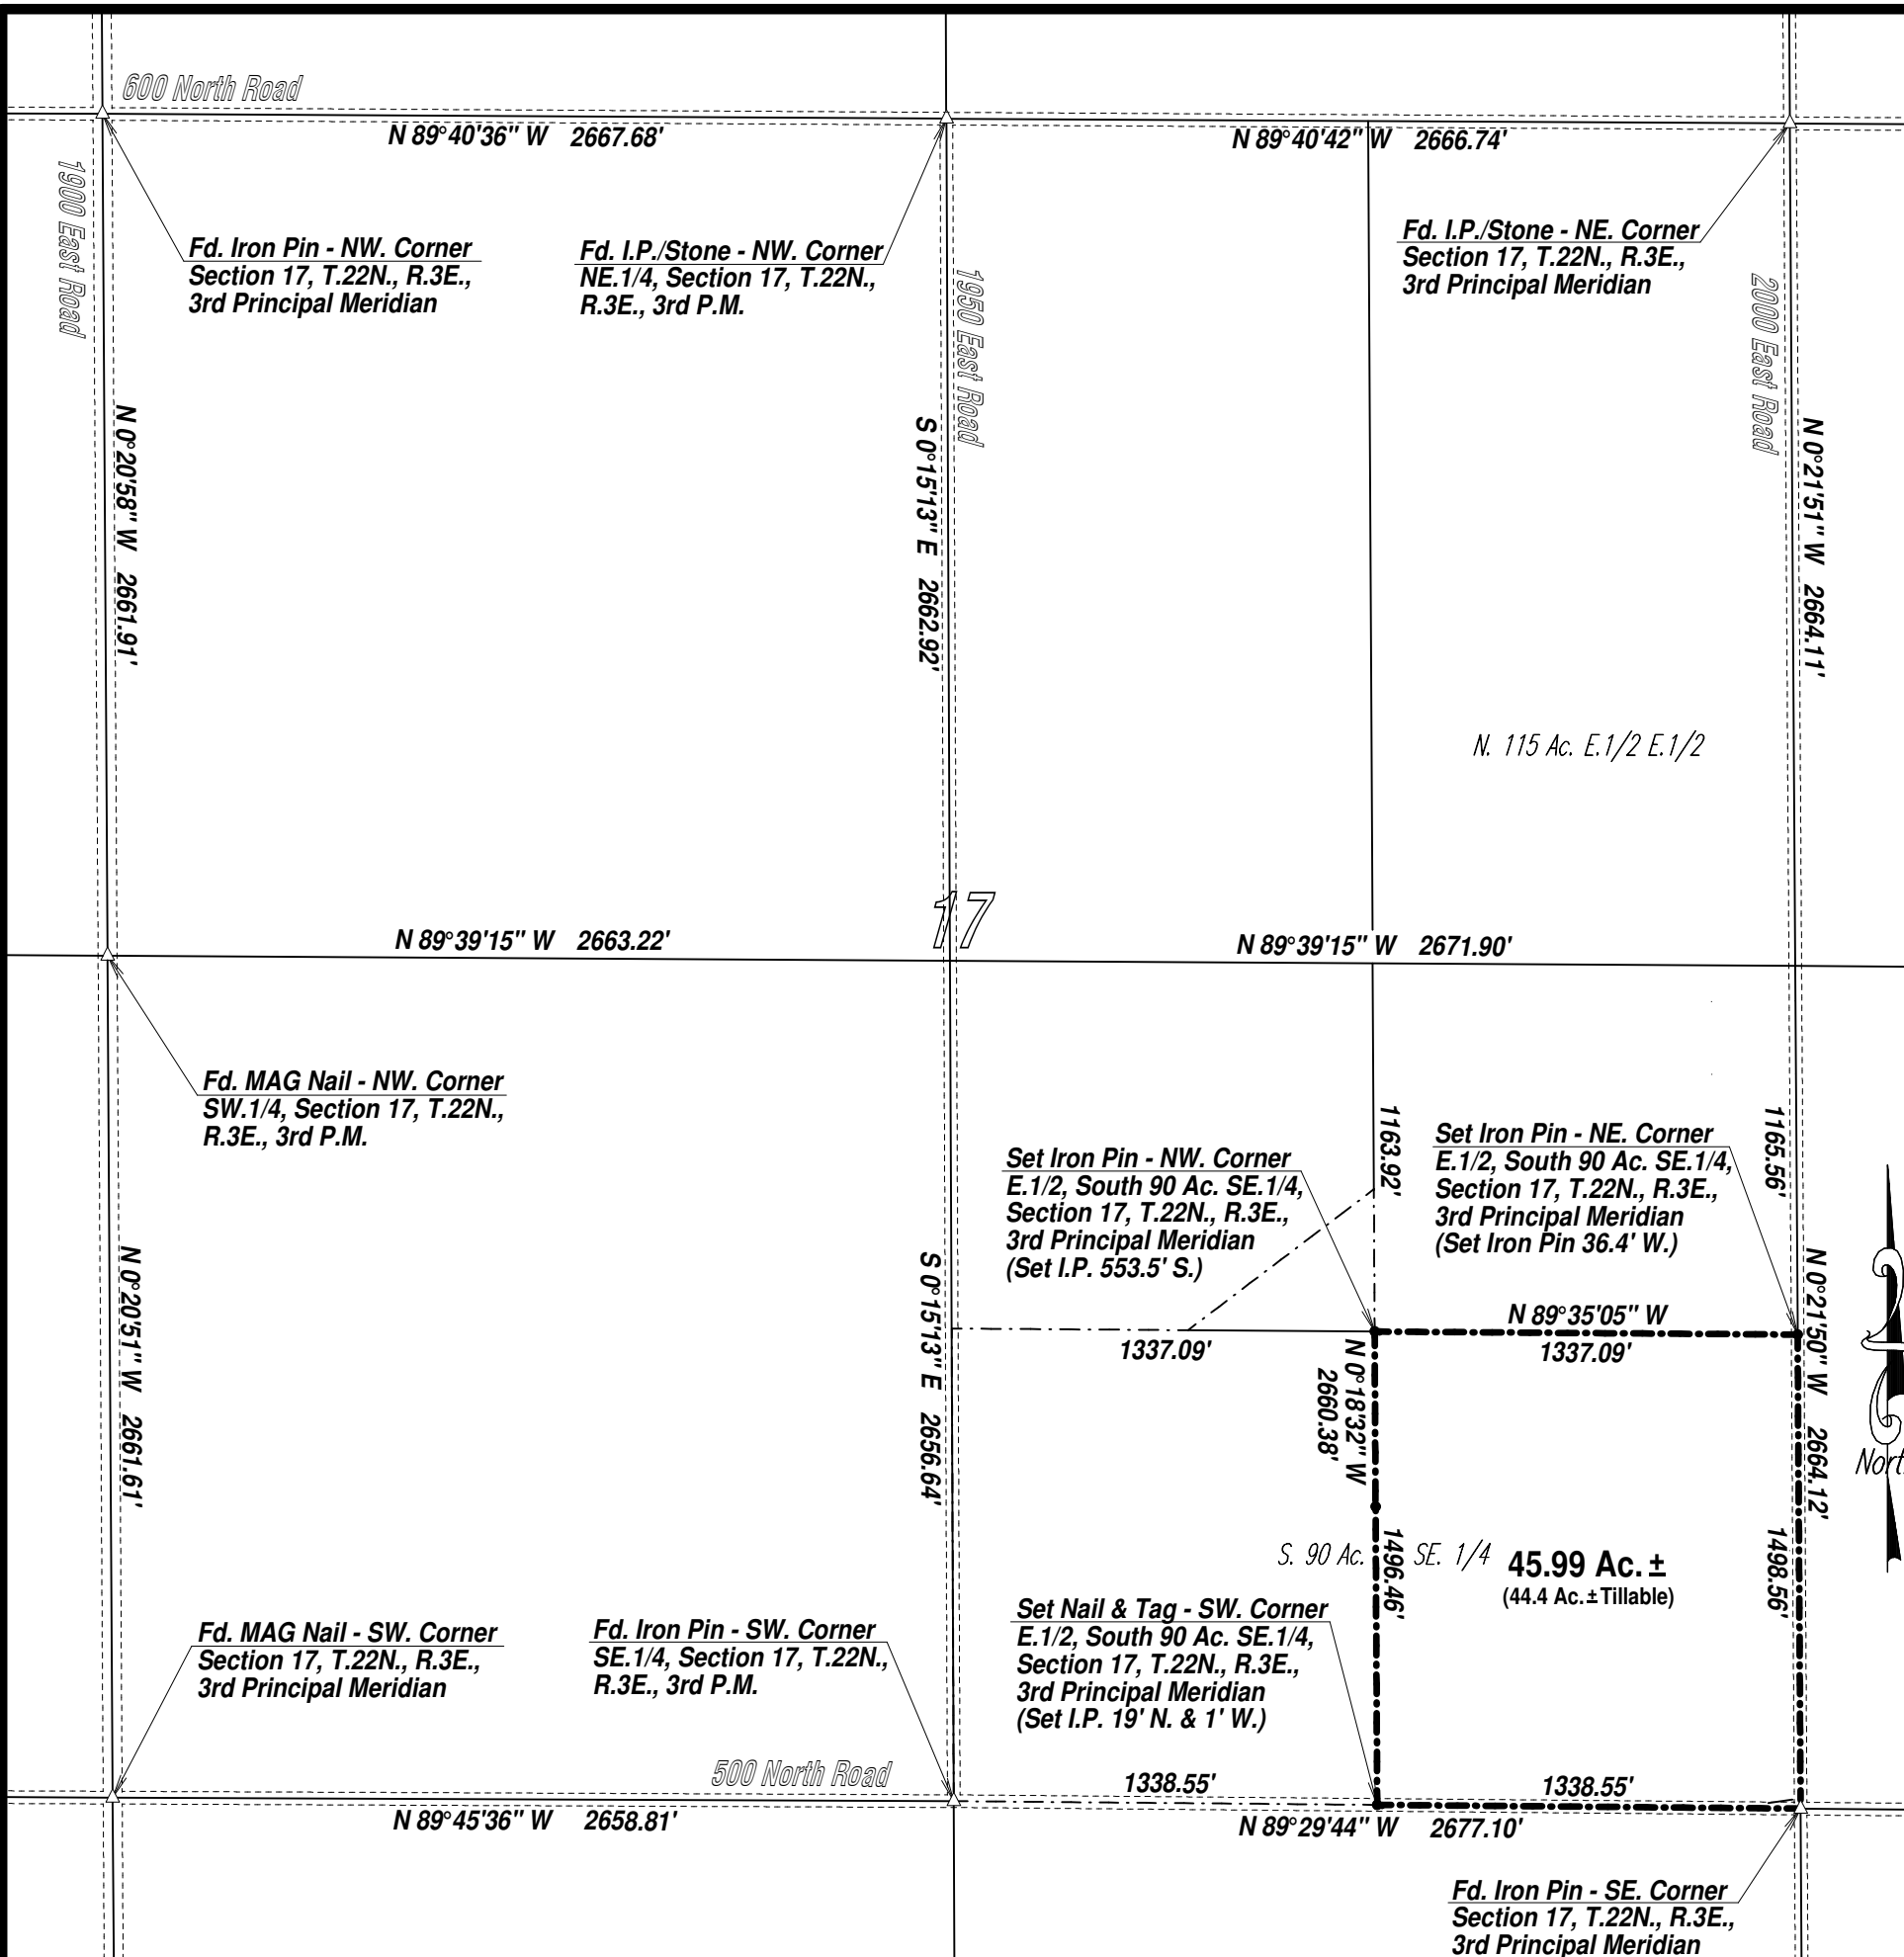 600 North Road
N 89°40'36" W 2667.68'
N 89°40'42" W 2666.74'
1900 East Road
Fd. Iron Pin - NW. Corner
Section 17, T.22N., R.3E.,
3rd Principal Meridian
Fd. I.P./Stone - NW. Corner
NE.1/4, Section 17, T.22N.,
R.3E., 3rd P.M.
1950 East Road
Fd. I.P./Stone - NE. Corner
Section 17, T.22N., R.3E.,
3rd Principal Meridian
2000 East Road
N 0°20'58" W 2661.91'
S 0°15'13" E 2662.92'
N 0°21'51" W 2664.11'
N. 115 Ac. E.1/2 E.1/2
17
N 89°39'15" W 2663.22'
N 89°39'15" W 2671.90'
Fd. MAG Nail - NW. Corner
SW.1/4, Section 17, T.22N.,
R.3E., 3rd P.M.
Set Iron Pin - NW. Corner
E.1/2, South 90 Ac. SE.1/4,
Section 17, T.22N., R.3E.,
3rd Principal Meridian
(Set I.P. 553.5' S.)
1163.92'
Set Iron Pin - NE. Corner
E.1/2, South 90 Ac. SE.1/4,
Section 17, T.22N., R.3E.,
3rd Principal Meridian
(Set Iron Pin 36.4' W.)
1165.56'
N 0°20'51" W 2661.61'
S 0°15'13" E 2656.64'
1337.09'
N 89°35'05" W
1337.09'
N 0°18'32" W
2660.38'
N 0°21'50" W 2664.12'
S. 90 Ac. SE. 1/4
1496.46'
45.99 Ac.±
(44.4 Ac.±Tillable)
1498.56'
Fd. MAG Nail - SW. Corner
Section 17, T.22N., R.3E.,
3rd Principal Meridian
Fd. Iron Pin - SW. Corner
SE.1/4, Section 17, T.22N.,
R.3E., 3rd P.M.
Set Nail & Tag - SW. Corner
E.1/2, South 90 Ac. SE.1/4,
Section 17, T.22N., R.3E.,
3rd Principal Meridian
(Set I.P. 19' N. & 1' W.)
500 North Road
1338.55'
1338.55'
N 89°45'36" W 2658.81'
N 89°29'44" W 2677.10'
Fd. Iron Pin - SE. Corner
Section 17, T.22N., R.3E.,
3rd Principal Meridian